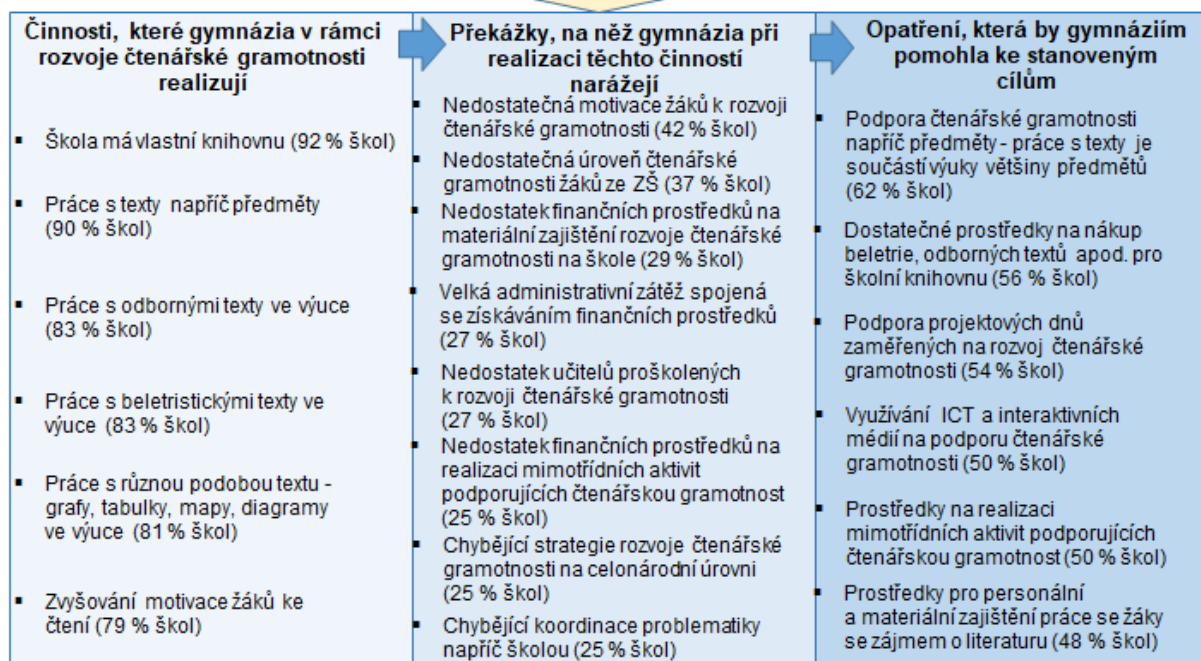 Činnosti, které gymnázia v rámci
rozvoje čtenářské gramotnosti
realizují
▪ Škola má vlastní knihovnu (92 % škol)
▪ Práce s texty napříč předměty
(90 % škol)
▪ Práce s odbornými texty ve výuce
(83 % škol)
▪ Práce s beletristickými texty ve
výuce (83 % škol)
▪ Práce s různou podobou textu -
grafy, tabulky, mapy, diagramy
ve výuce (81 % škol)
▪ Zvyšování motivace žáků ke
čtení (79 % škol)
Překážky, na něž gymnázia při
realizaci těchto činností
narážejí
▪ Nedostatečná motivace žáků k rozvoji
čtenářské gramotnosti (42 % škol)
▪ Nedostatečná úroveň čtenářské
gramotnosti žáků ze ZŠ (37 % škol)
▪ Nedostatek finančních prostředků na
materiální zajištění rozvoje čtenářské
gramotnosti na škole (29 % škol)
▪ Velká administrativní zátěž spojená
se získáváním finančních prostředků
(27 % škol)
▪ Nedostatek učitelů proškolených
k rozvoji čtenářské gramotnosti
(27 % škol)
▪ Nedostatek finančních prostředků na
realizaci mimotřídních aktivit
podporujících čtenářskou gramotnost
(25 % škol)
▪ Chybějící strategie rozvoje čtenářské
gramotnosti na celonárodní úrovni
(25 % škol)
▪ Chybějící koordinace problematiky
napříč školou (25 % škol)
Opatření, která by gymnáziím
pomohla ke stanoveným
cílům
▪ Podpora čtenářské gramotnosti
napříč předměty - práce s texty je
součástí výuky většiny předmětů
(62 % škol)
▪ Dostatečné prostředky na nákup
beletrie, odborných textů apod. pro
školní knihovnu (56 % škol)
▪ Podpora projektových dnů
zaměřených na rozvoj čtenářské
gramotnosti (54 % škol)
▪ Využívání ICT a interaktivních
médií na podporu čtenářské
gramotnosti (50 % škol)
▪ Prostředky na realizaci
mimotřídních aktivit podporujících
čtenářskou gramotnost (50 % škol)
▪ Prostředky pro personální
a materiální zajištění práce se žáky
se zájmem o literaturu (48 % škol)